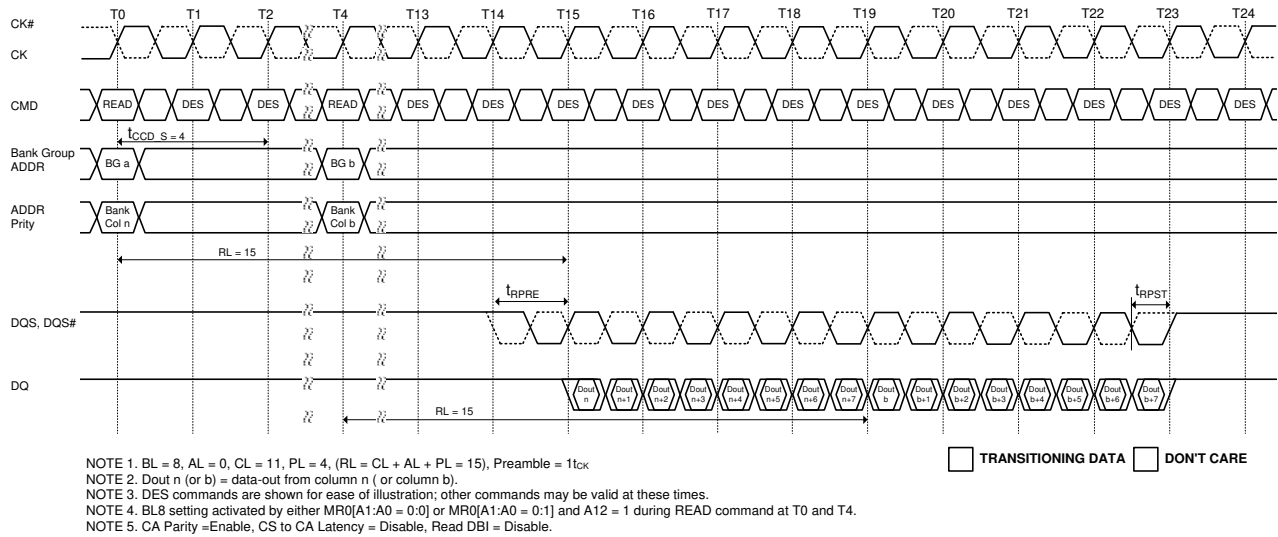 T0 T1 T2 T4 T13 T14 T15 T16 T17 T18 T19 T20 T21 T22 T23 T24
CK#
CK
CMD READ DES DES READ DES DES DES DES DES DES DES DES DES DES DES DES
tCCD_S = 4
Bank Group
ADDR
BG a BG b
ADDR
Prity
Bank
Col n
Bank
Col b
RL = 15
tRPRE tRPST
DQS, DQS#
DQ
Dout
n
Dout
n+1
Dout
n+2
Dout
n+3
Dout
n+4
Dout
n+5
Dout
n+6
Dout
n+7
Dout
b
Dout
b+1
Dout
b+2
Dout
b+3
Dout
b+4
Dout
b+5
Dout
b+6
Dout
b+7
RL = 15
TRANSITIONING DATA DON'T CARE
NOTE 1. BL = 8, AL = 0, CL = 11, PL = 4, (RL = CL + AL + PL = 15), Preamble = 1tCK
NOTE 2. Dout n (or b) = data-out from column n ( or column b).
NOTE 3. DES commands are shown for ease of illustration; other commands may be valid at these times.
NOTE 4. BL8 setting activated by either MR0[A1:A0 = 0:0] or MR0[A1:A0 = 0:1] and A12 = 1 during READ command at T0 and T4.
NOTE 5. CA Parity =Enable, CS to CA Latency = Disable, Read DBI = Disable.